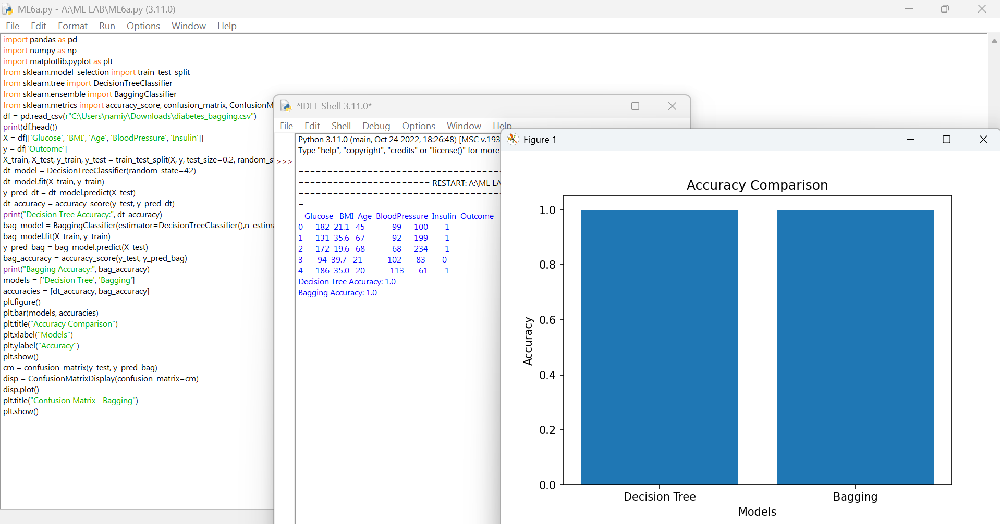 ML6a.py - A:\ML LAB\ML6a.py (3.11.0)
File Edit Format Run Options Window Help
import pandas as pd
import numpy as np
import matplotlib.pyplot as plt
from sklearn.model_selection import train_test_split
from sklearn.tree import DecisionTreeClassifier
from sklearn.ensemble import BaggingClassifier
from sklearn.metrics import accuracy_score, confusion_matrix, ConfusionM
df = pd.read_csv(r"C:\Users\namiy\Downloads\diabetes_bagging.csv")
print(df.head())
X = df[['Glucose', 'BMI', 'Age', 'BloodPressure', 'Insulin']]
y = df['Outcome']
X_train, X_test, y_train, y_test = train_test_split(X, y, test_size=0.2, random_s
dt_model = DecisionTreeClassifier(random_state=42)
dt_model.fit(X_train, y_train)
y_pred_dt = dt_model.predict(X_test)
dt_accuracy = accuracy_score(y_test, y_pred_dt)
print("Decision Tree Accuracy:", dt_accuracy)
bag_model = BaggingClassifier(estimator=DecisionTreeClassifier(),n_estim
bag_model.fit(X_train, y_train)
y_pred_bag = bag_model.predict(X_test)
bag_accuracy = accuracy_score(y_test, y_pred_bag)
print("Bagging Accuracy:", bag_accuracy)
models = ['Decision Tree', 'Bagging']
accuracies = [dt_accuracy, bag_accuracy]
plt.figure()
plt.bar(models, accuracies)
plt.title("Accuracy Comparison")
plt.xlabel("Models")
plt.ylabel("Accuracy")
plt.show()
cm = confusion_matrix(y_test, y_pred_bag)
disp = ConfusionMatrixDisplay(confusion_matrix=cm)
disp.plot()
plt.title("Confusion Matrix - Bagging")
plt.show()
*IDLE Shell 3.11.0*
File Edit Shell Debug Options Window Help
Python 3.11.0 (main, Oct 24 2022, 18:26:48) [MSC v.193
Type "help", "copyright", "credits" or "license()" for more
>>>
===================================
======================= RESTART: A:\ML LA
===================================
=
Glucose BMI Age BloodPressure Insulin Outcome
0 182 21.1 45 99 100 1
1 131 35.6 67 92 199 1
2 172 19.6 68 68 234 1
3 94 39.7 21 102 83 0
4 186 35.0 20 113 61 1
Decision Tree Accuracy: 1.0
Bagging Accuracy: 1.0
Figure 1
Accuracy Comparison
1.0
0.8
0.6
0.4
0.2
0.0
Accuracy
Decision Tree Bagging
Models